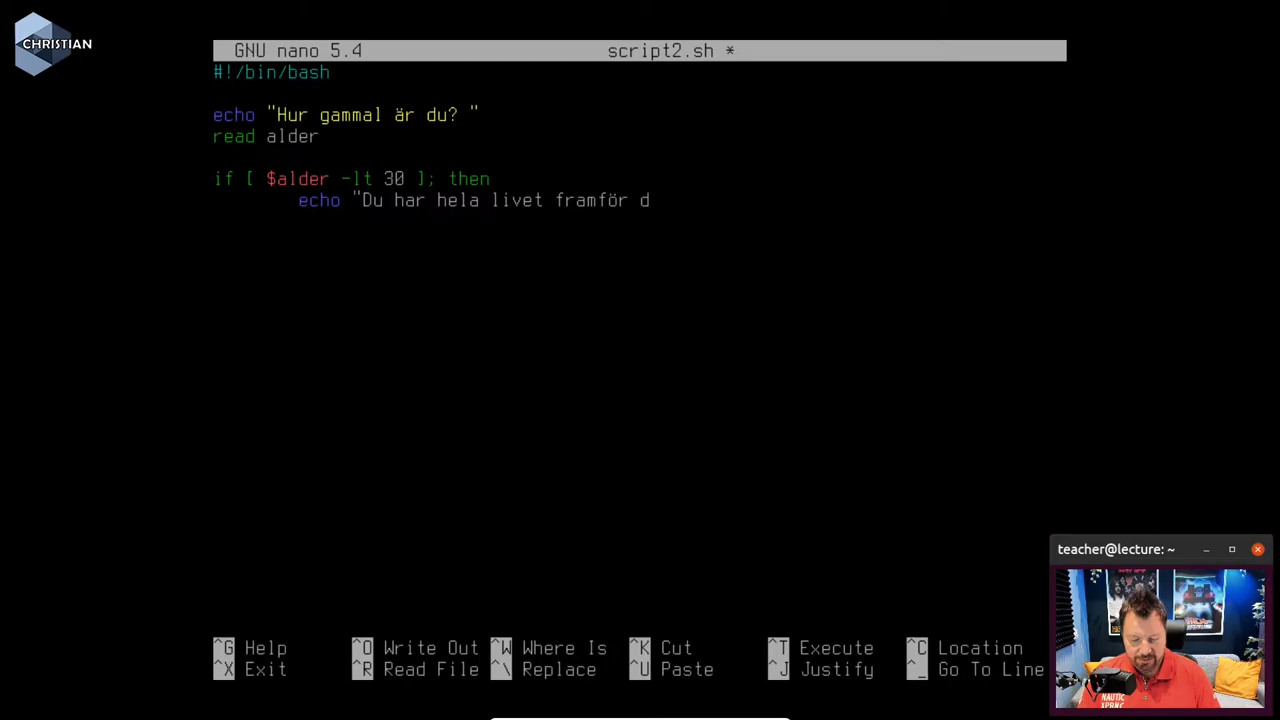 CHRISTIAN
GNU nano 5.4 script2.sh *
#!/bin/bash
echo "Hur gammal är du? "
read alder
if [ $alder -lt 30 ]; then
echo "Du har hela livet framför d
teacher@lecture: ~
^G Help ^O Write Out ^W Where Is ^K Cut ^T Execute ^C Location
^X Exit ^R Read File ^\ Replace ^U Paste ^J Justify ^_ Go To Line